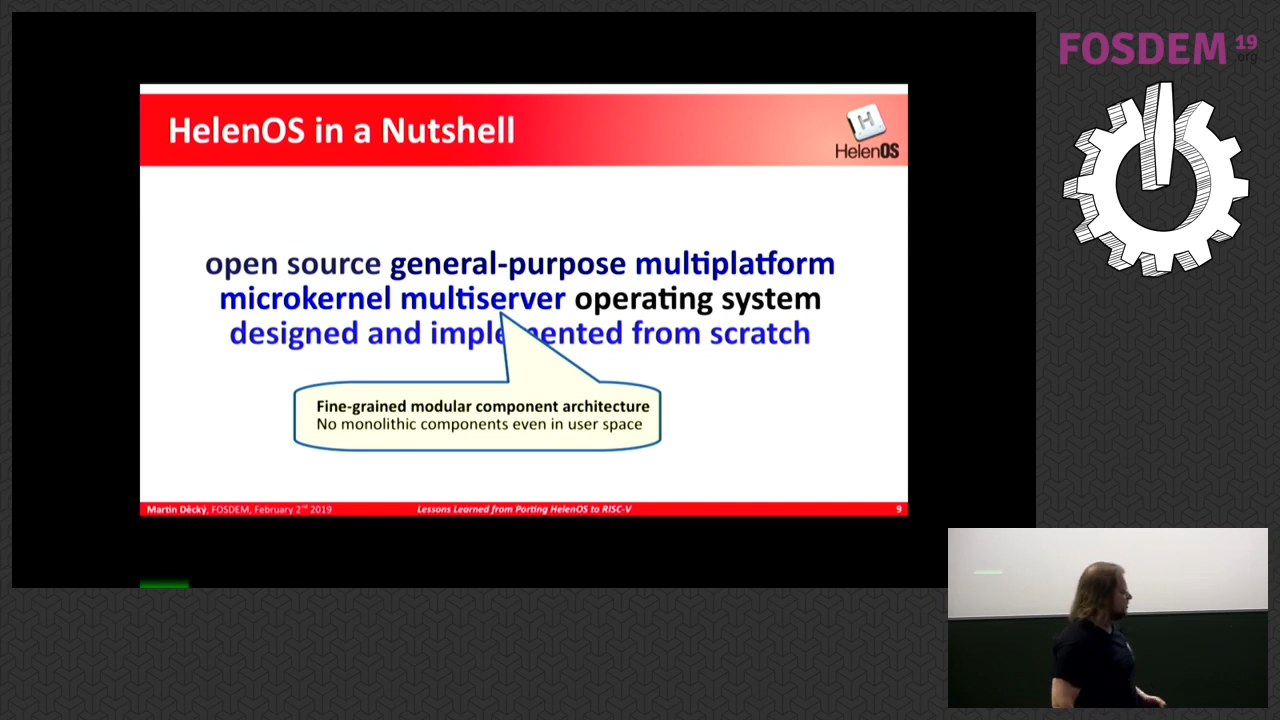 FOSDEM 19
.org
HelenOS in a Nutshell
H
HelenOS
open source general-purpose multiplatform
microkernel multiserver operating system
designed and imple ented from scratch
Fine-grained modular component architecture
No monolithic components even in user space
Martin Děcký, FOSDEM, February 2nd 2019
Lessons Learned from Porting HelenOS to RISC-V
9